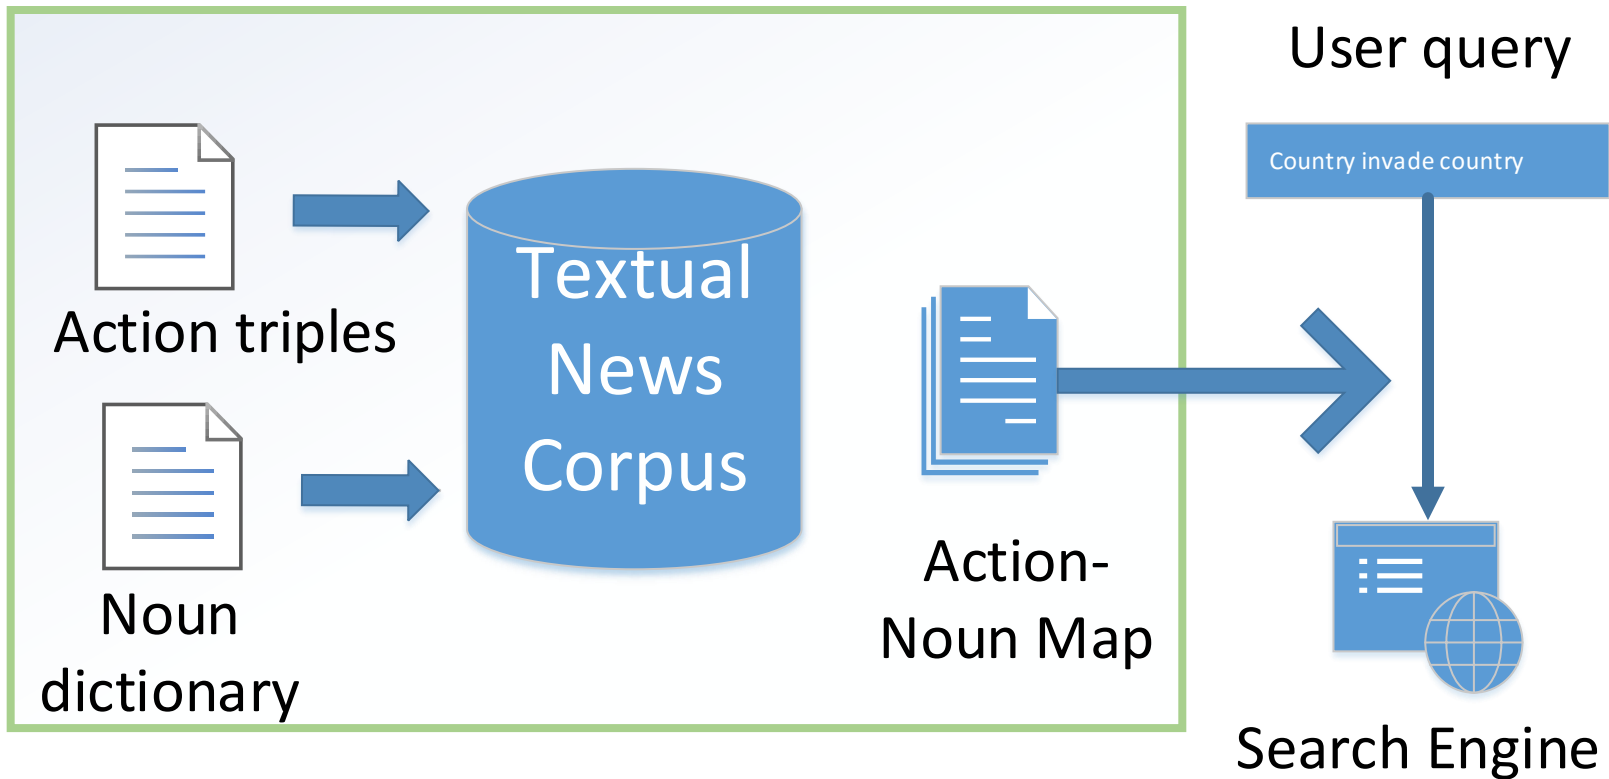 User query
Country invade country
Action triples
Textual
News
Corpus
Noun
dictionary
Action-
Noun Map
Search Engine